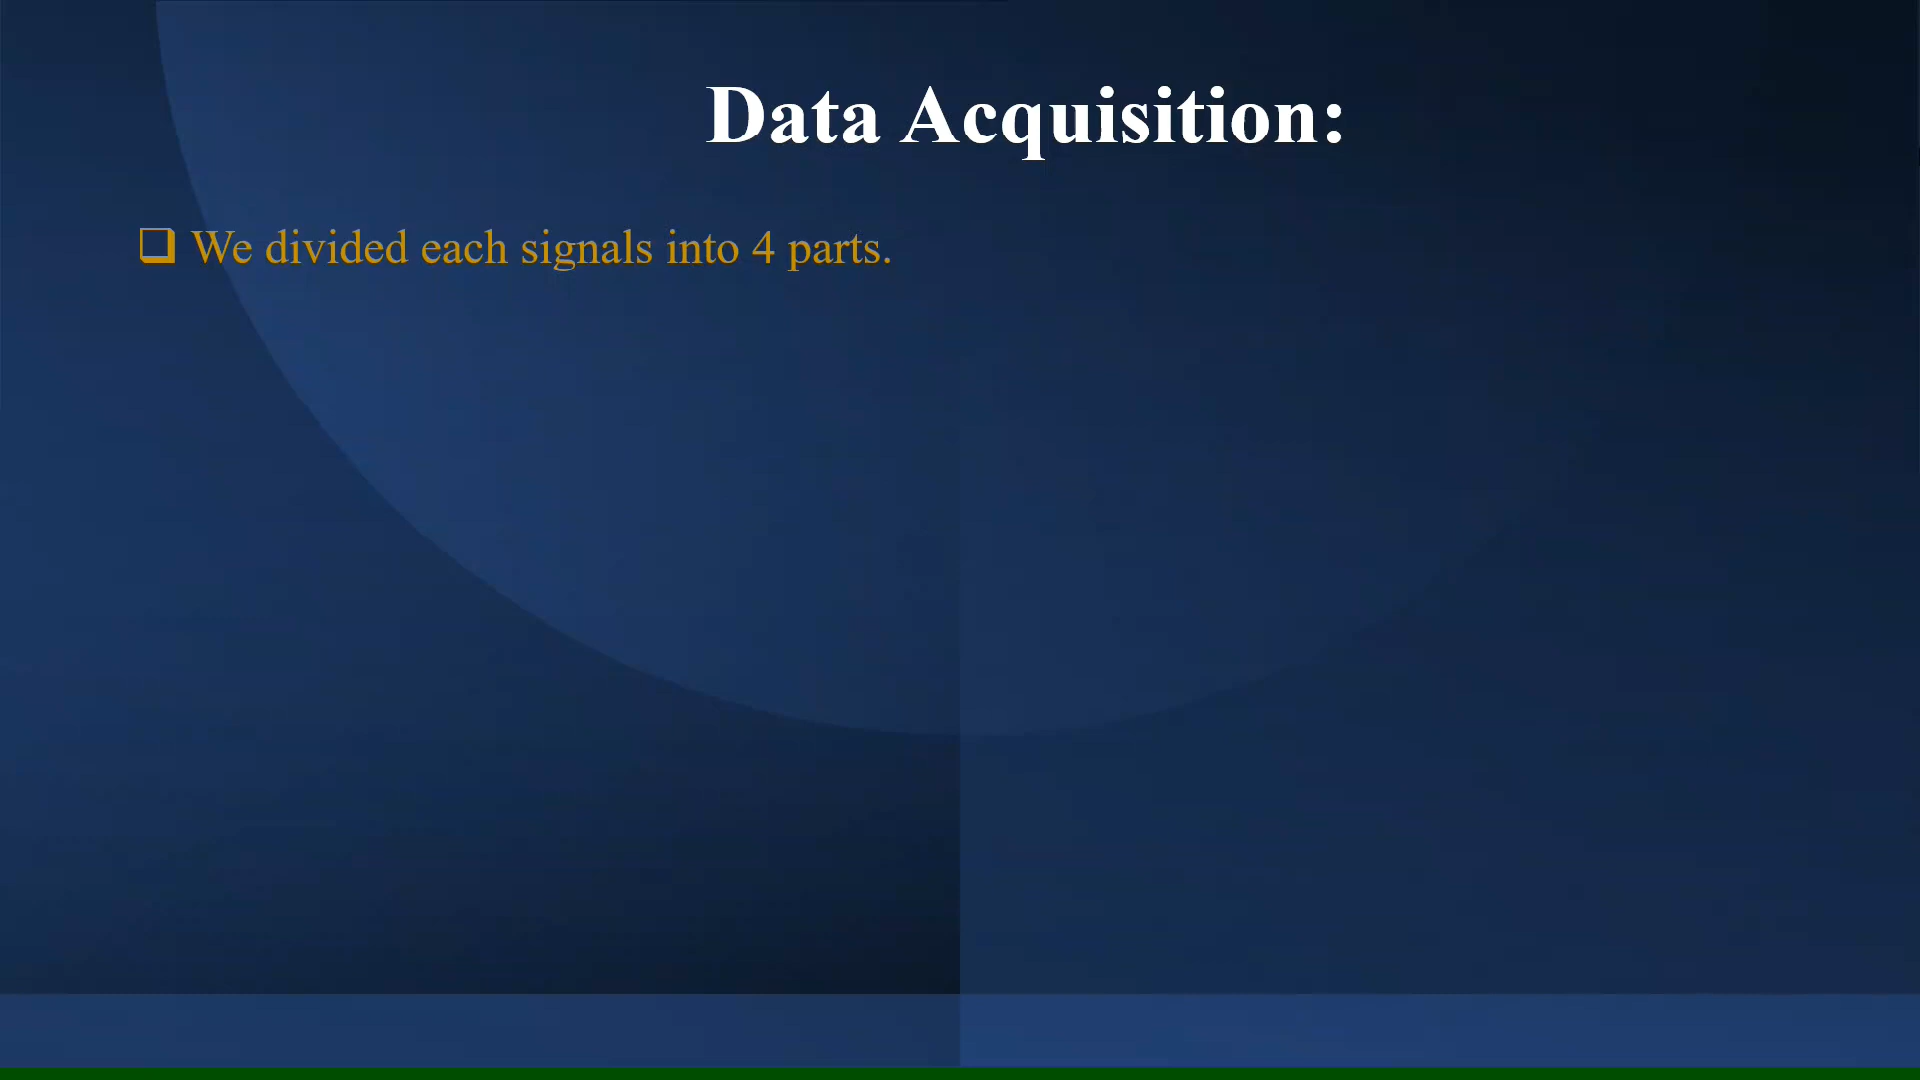 Data Acquisition:
❑ We divided each signals into 4 parts.